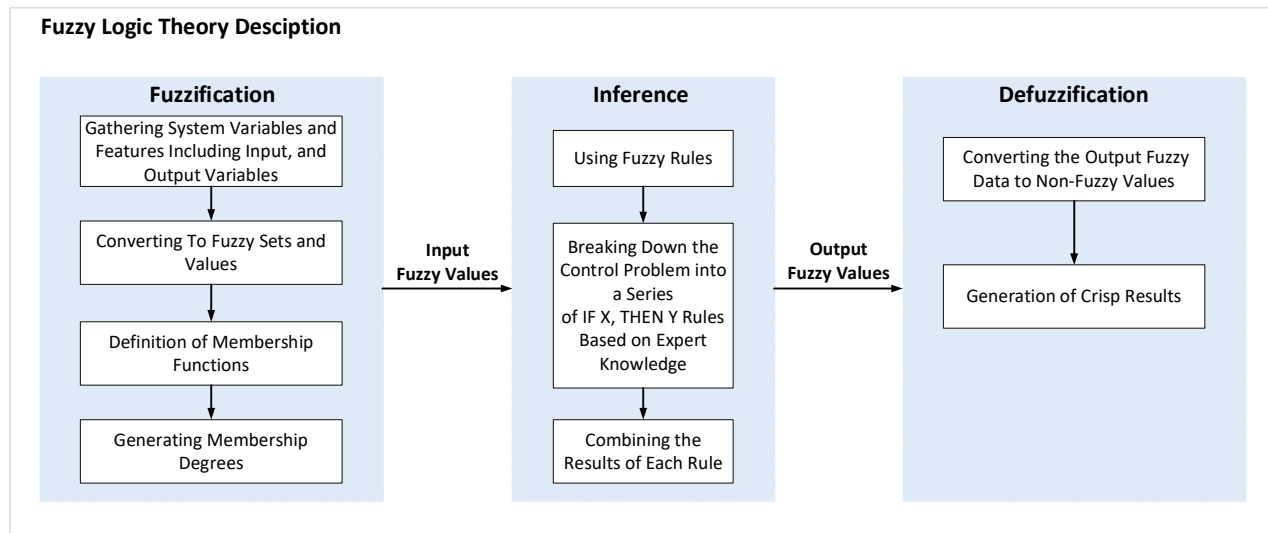 Fuzzy Logic Theory Desciption
Fuzzification
Gathering System Variables and
Features Including Input, and
Output Variables
Converting To Fuzzy Sets and
Values
Definition of Membership
Functions
Generating Membership
Degrees
Input
Fuzzy Values
Inference
Using Fuzzy Rules
Breaking Down the
Control Problem into
a Series
of IF X, THEN Y Rules
Based on Expert
Knowledge
Combining the
Results of Each Rule
Output
Fuzzy Values
Defuzzification
Converting the Output Fuzzy
Data to Non-Fuzzy Values
Generation of Crisp Results